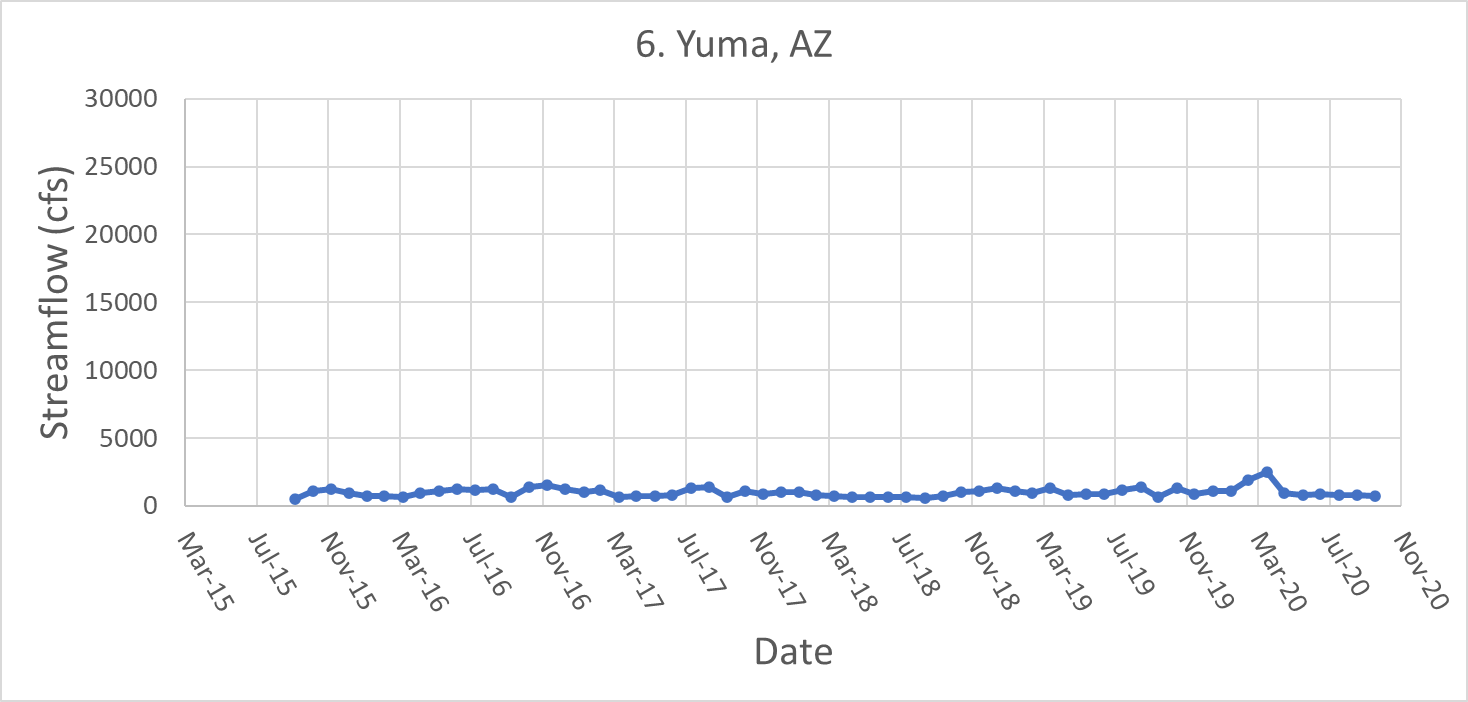 6. Yuma, AZ
Streamflow (cfs)
30000
25000
20000
15000
10000
5000
0
Mar-15
Jul-15
Nov-15
Mar-16
Jul-16
Nov-16
Mar-17
Jul-17
Nov-17
Mar-18
Jul-18
Nov-18
Mar-19
Jul-19
Nov-19
Mar-20
Jul-20
Nov-20
Date